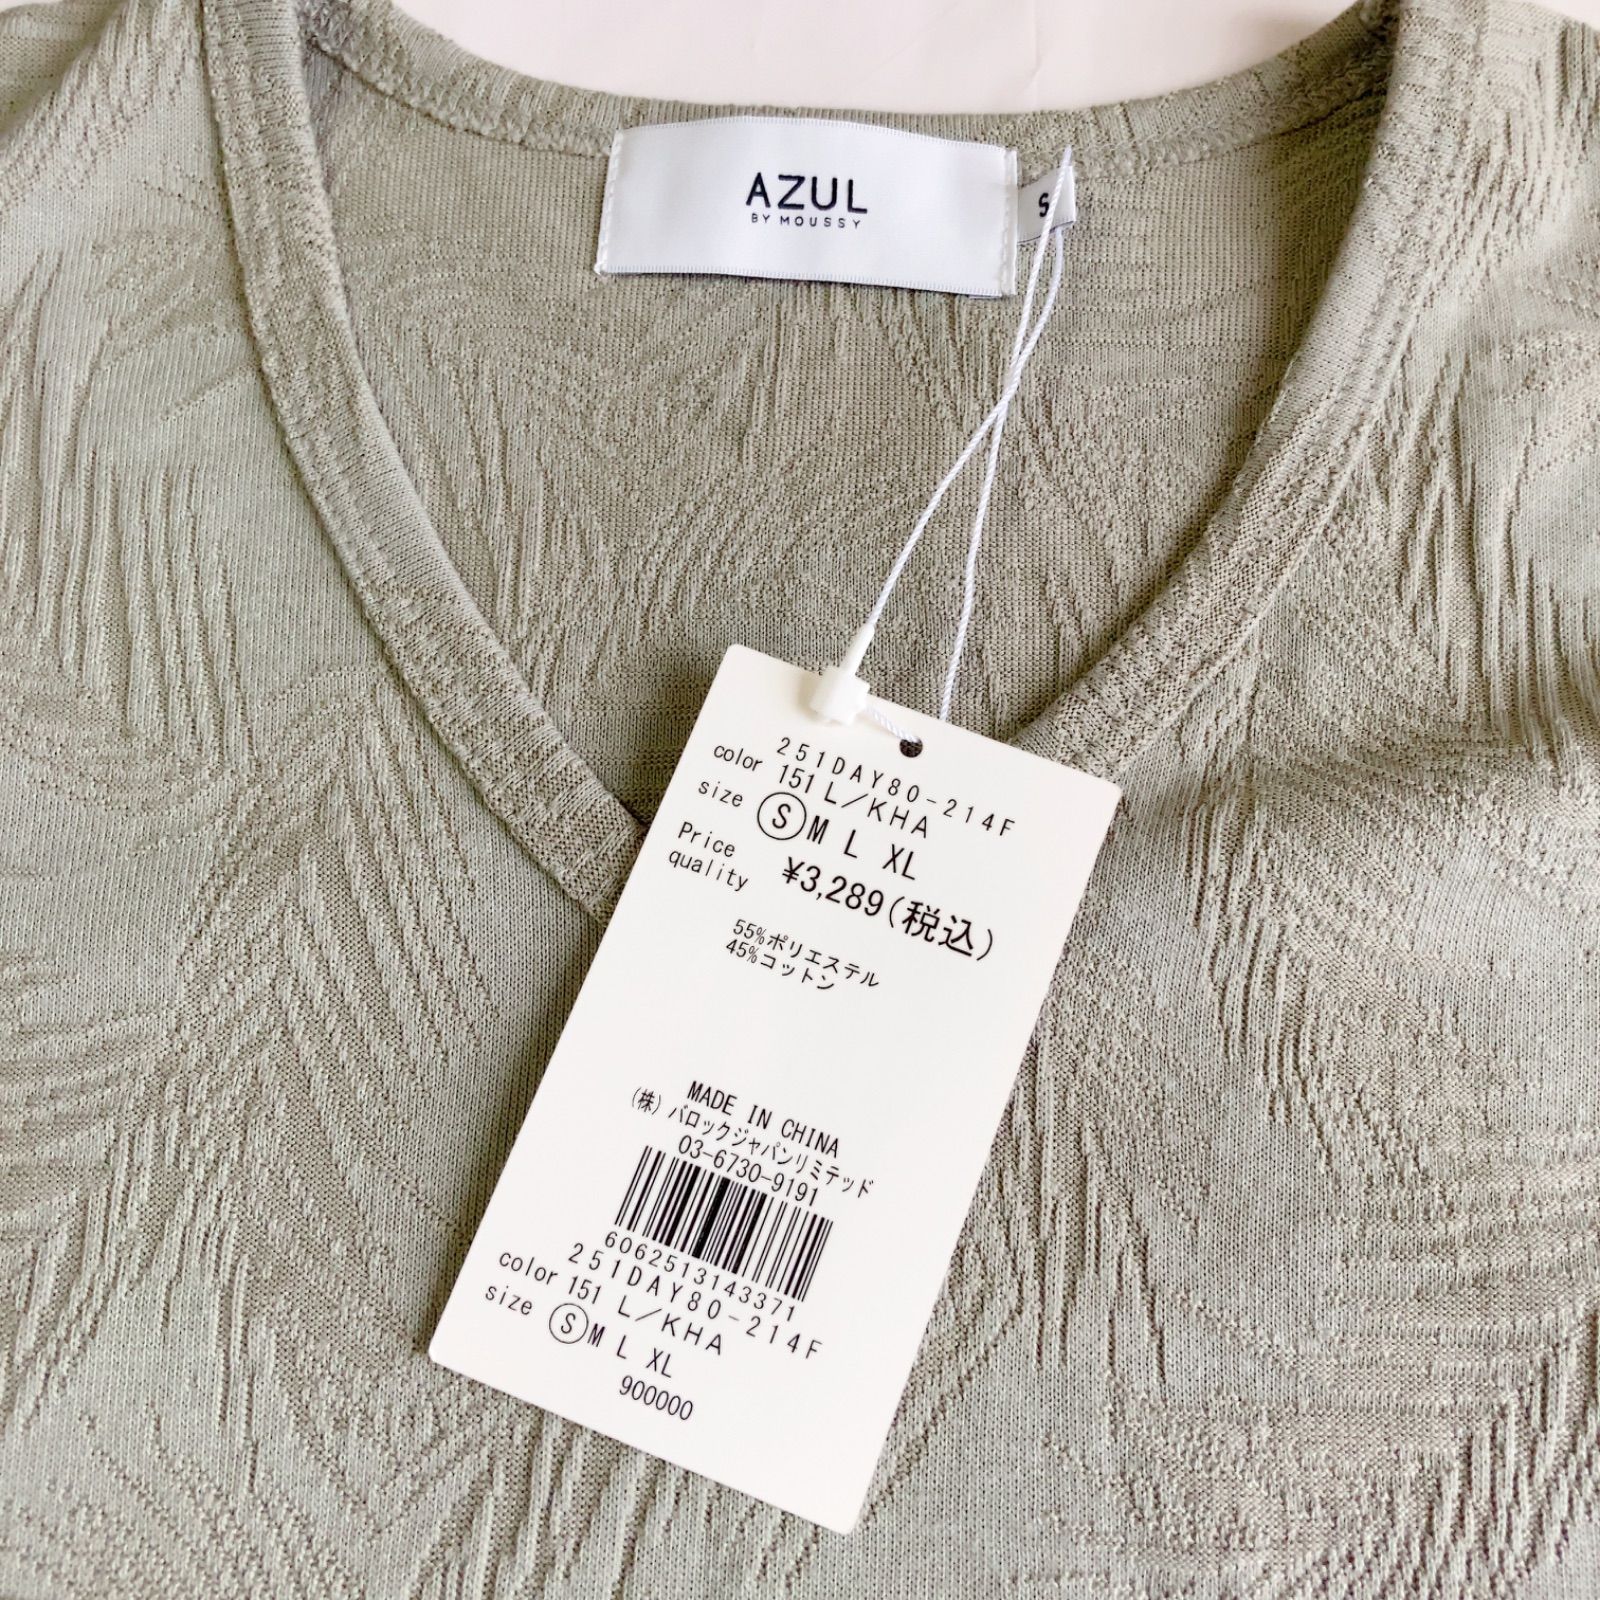 AZUL
BY MOUSSY
S
251DAY80-214F
color 151 L/KHA
size Ⓢ M L XL
Price ¥3,289(税込)
quality
55%ポリエステル
45%コットン
MADE IN CHINA
(株)バロックジャパンリミテッド
03-6730-9191
6062513143371
251DAY80-214F
color 151 L/KHA
size Ⓢ M L XL
900000